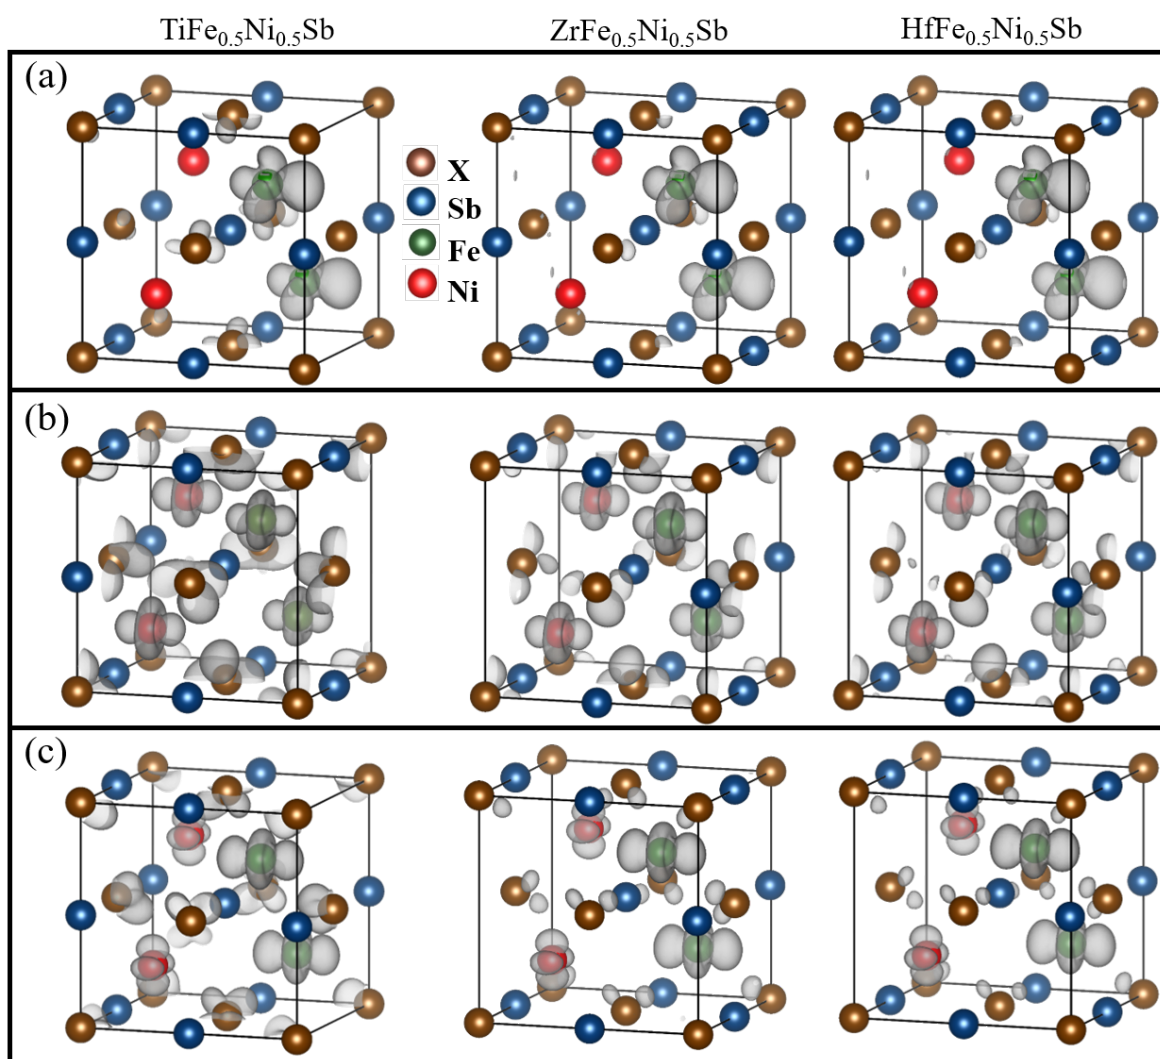 TiFe₀.₅Ni₀.₅Sb ZrFe₀.₅Ni₀.₅Sb HfFe₀.₅Ni₀.₅Sb
(a)
X
Sb
Fe
Ni
(b)
(c)